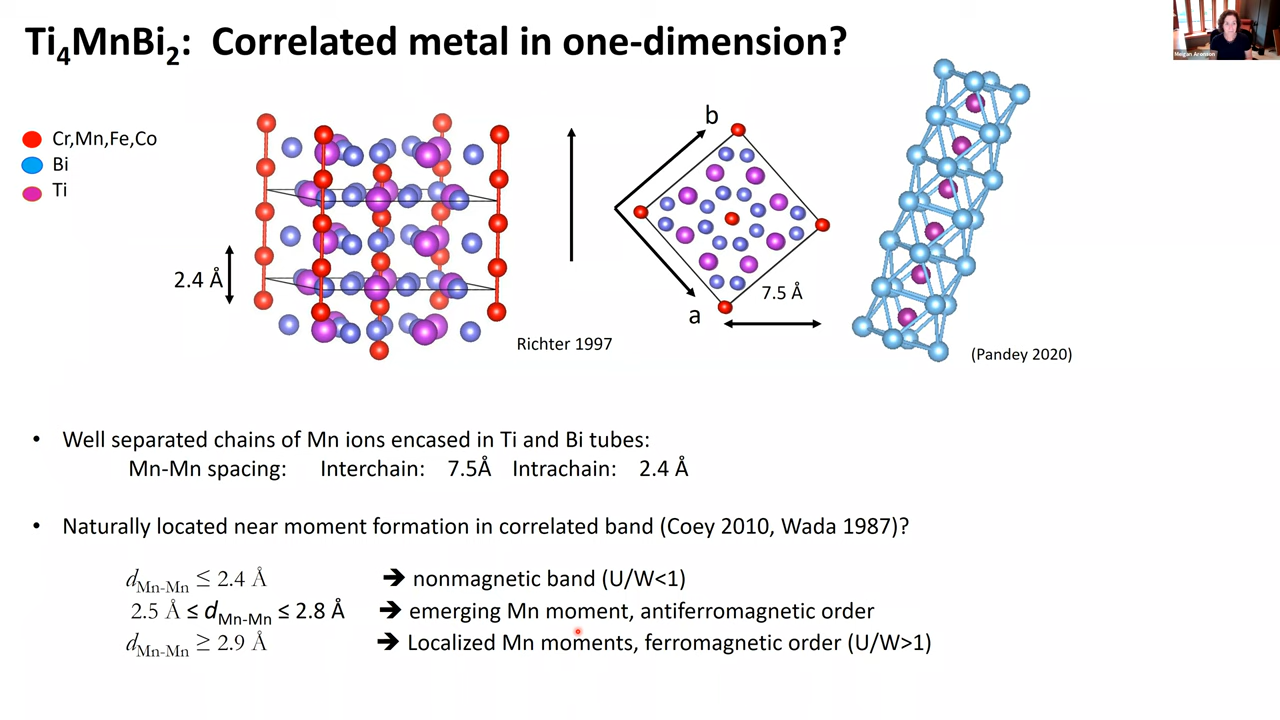 Ti4MnBi2: Correlated metal in one-dimension?
Megan Aronson
Cr,Mn,Fe,Co
Bi
Ti
2.4 Å
Richter 1997
b
a
7.5 Å
(Pandey 2020)
• Well separated chains of Mn ions encased in Ti and Bi tubes:
Mn-Mn spacing: Interchain: 7.5Å Intrachain: 2.4 Å
• Naturally located near moment formation in correlated band (Coey 2010, Wada 1987)?
dMn-Mn ≤ 2.4 Å ➔ nonmagnetic band (U/W<1)
2.5 Å ≤ dMn-Mn ≤ 2.8 Å ➔ emerging Mn moment, antiferromagnetic order
dMn-Mn ≥ 2.9 Å ➔ Localized Mn moments, ferromagnetic order (U/W>1)